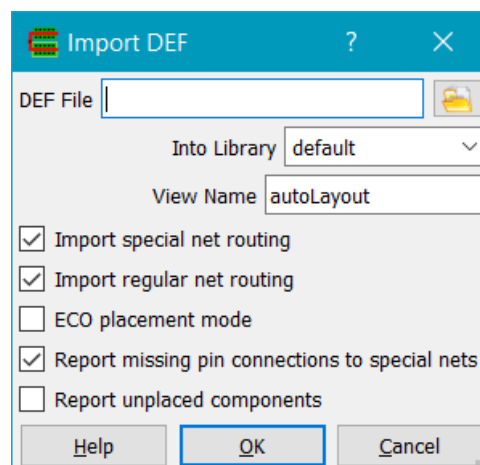 Import DEF ?
DEF File
Into Library default
View Name autoLayout
Import special net routing
Import regular net routing
ECO placement mode
Report missing pin connections to special nets
Report unplaced components
Help OK Cancel